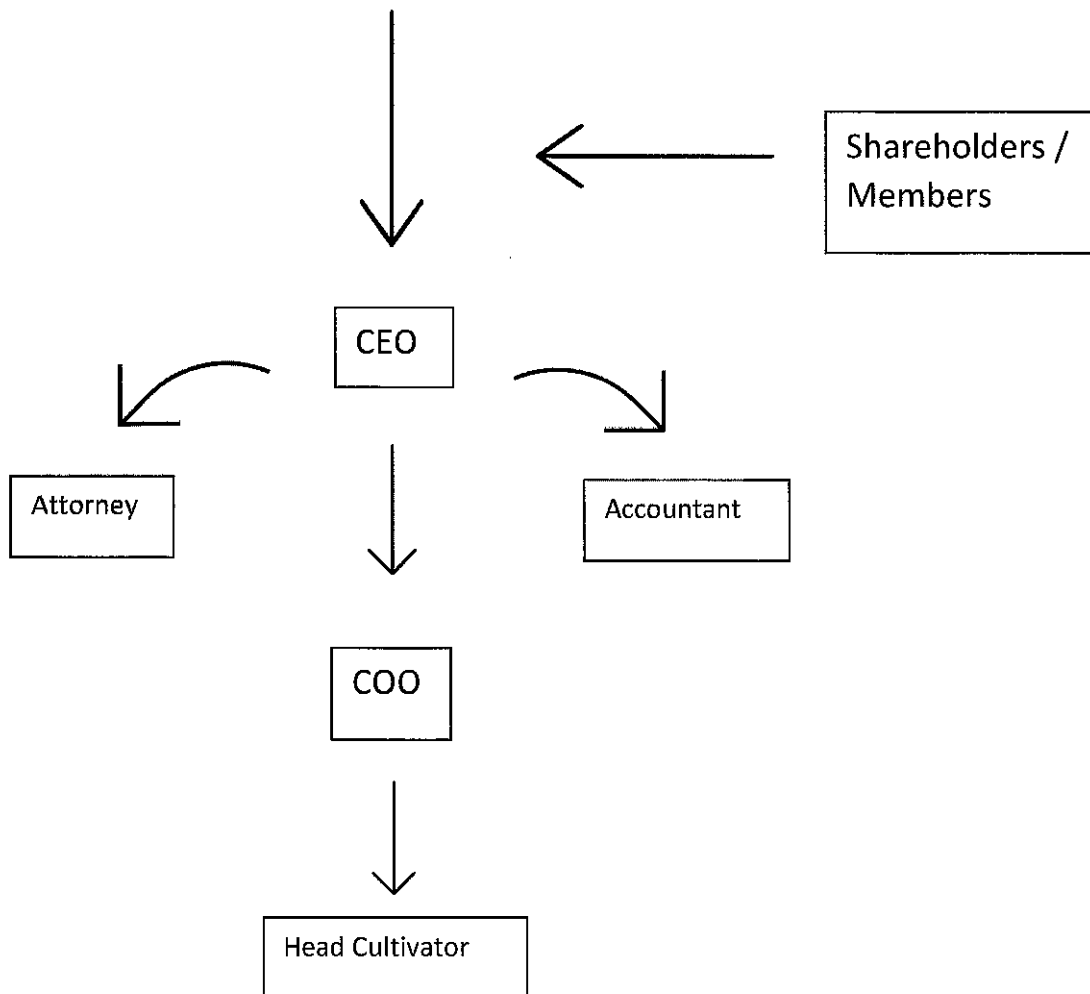 Shareholders /
Members
CEO
Attorney
Accountant
COO
Head Cultivator